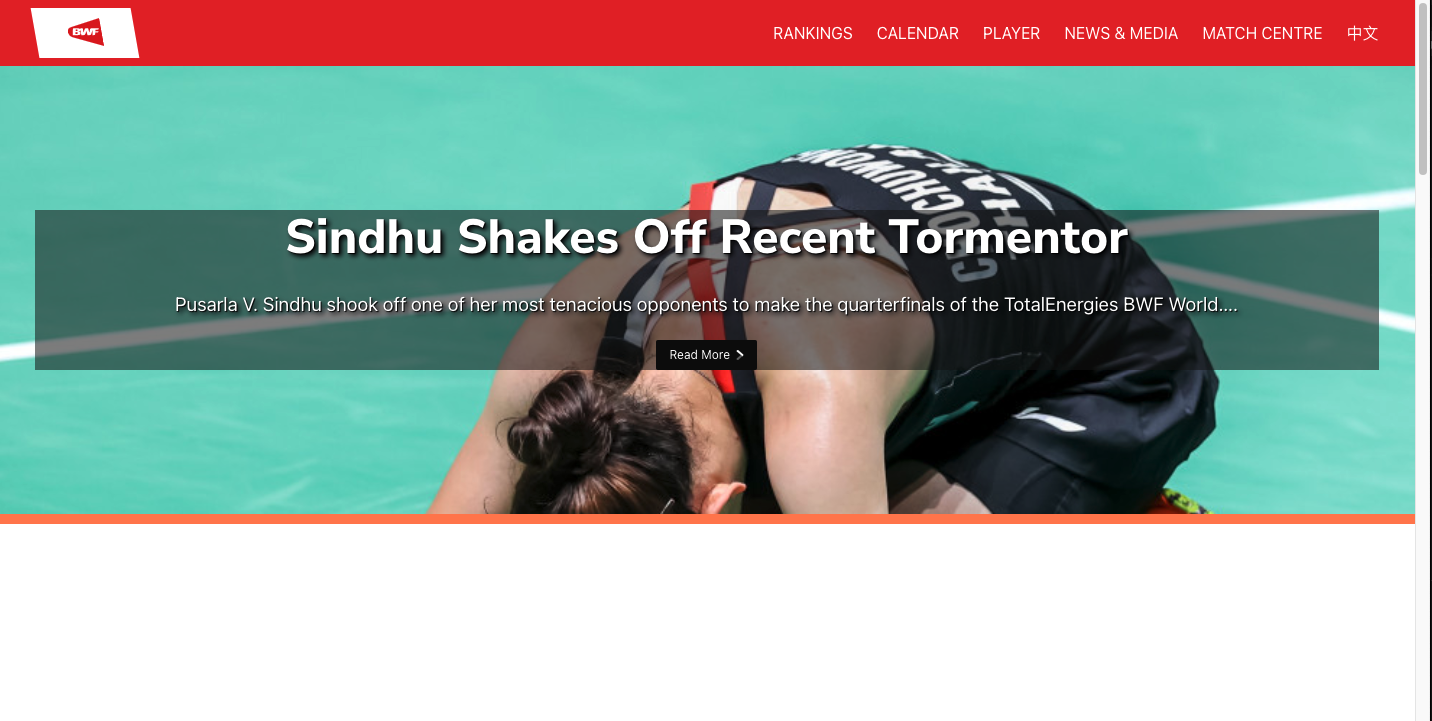 BWF
RANKINGS
CALENDAR
PLAYER
NEWS & MEDIA
MATCH CENTRE
中文
CHOCHUWONG
Sindhu Shakes Off Recent Tormentor
Pusarla V. Sindhu shook off one of her most tenacious opponents to make the quarterfinals of the TotalEnergies BWF World....
Read More